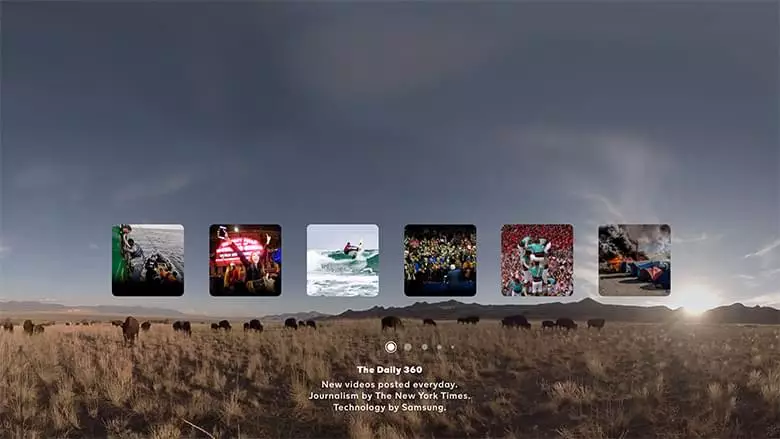 The Daily 360
New videos posted everyday.
Journalism by The New York Times.
Technology by Samsung.